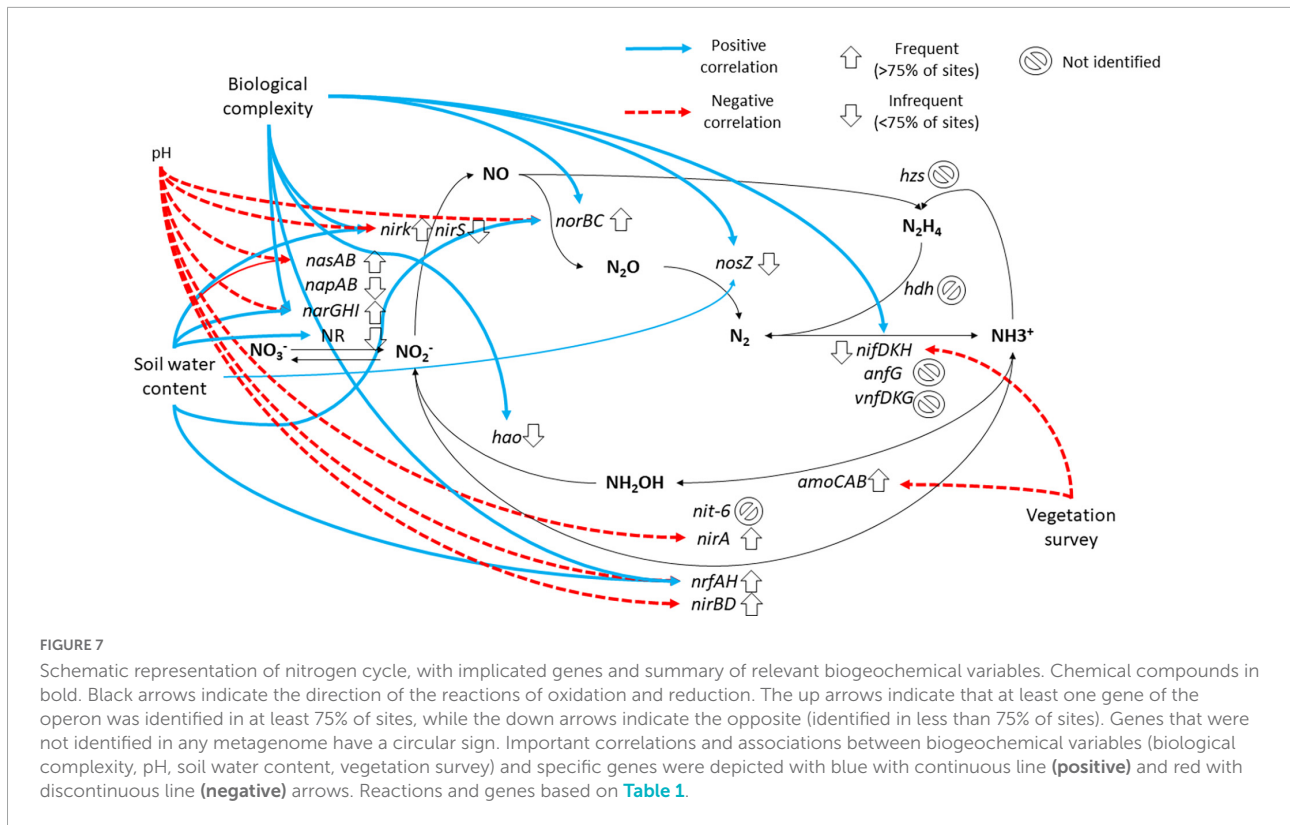 Positive
correlation
Frequent
(>75% of sites)
Not identified
Negative
correlation
Infrequent
(<75% of sites)
Biological
complexity
pH
NO
hzs
N₂H₄
nirk nirS
norBC
nasAB
N₂O
nosZ
napAB
hdh
narGHI
NR
N₂
NH3⁺
NO₃⁻
NO₂⁻
Soil water
content
nifDKH
anfG
vnfDKG
hao
NH₂OH
amoCAB
nit-6
Vegetation
survey
nirA
nrfAH
nirBD
FIGURE 7
Schematic representation of nitrogen cycle, with implicated genes and summary of relevant biogeochemical variables. Chemical compounds in
bold. Black arrows indicate the direction of the reactions of oxidation and reduction. The up arrows indicate that at least one gene of the
operon was identified in at least 75% of sites, while the down arrows indicate the opposite (identified in less than 75% of sites). Genes that were
not identified in any metagenome have a circular sign. Important correlations and associations between biogeochemical variables (biological
complexity, pH, soil water content, vegetation survey) and specific genes were depicted with blue with continuous line (positive) and red with
discontinuous line (negative) arrows. Reactions and genes based on Table 1.